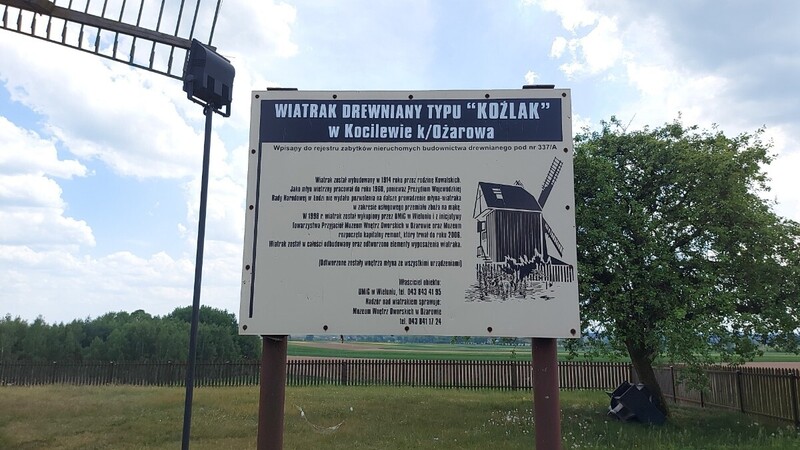 WIATRAK DREWNIANY TYPU "KOŹLAK"
w Kocilewie k/Ożarowa
Wpisany do rejestru zabytków nieruchomych budownictwa drewnianego pod nr 337/A
Wiatrak został wybudowany w 1914 roku przez rodzinę Kowalskich.
Jako młyn wietrzny pracował do roku 1968, ponieważ Prezydium Wojewódzkiej
Rady Narodowej w Łodzi nie wydało pozwolenia na dalsze prowadzenie młyna-wiatraka
w zakresie usługowego przemiału zboża na mąkę.
W 1998 r. wiatrak został wykupiony przez UMiG w Wieluniu i z inicjatywy
Towarzystwa Przyjaciół Muzeum Wnętrz Dworskich w Ożarowie oraz Muzeum
rozpoczęto kapitalny remont, który trwał do roku 2008.
Wiatrak został w całości odbudowany oraz odtworzono elementy wyposażenia wiatraka.
(Odtworzone zostały wnętrza młyna ze wszystkimi urządzeniami)
Właściciel obiektu:
UMiG w Wieluniu, tel. 043 843 41 95
Nadzór nad wiatrakiem sprawuje:
Muzeum Wnętrz Dworskich w Ożarowie
tel. 043 841 17 24